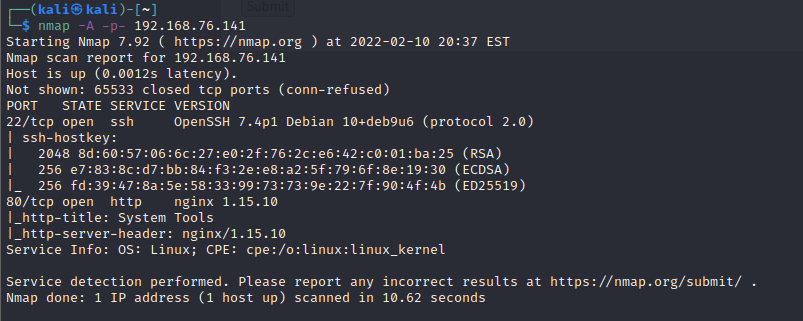 Submit
┌──(kali㉿kali)-[~]
└─$ nmap -A -p- 192.168.76.141
Starting Nmap 7.92 ( https://nmap.org ) at 2022-02-10 20:37 EST
Nmap scan report for 192.168.76.141
Host is up (0.0012s latency).
Not shown: 65533 closed tcp ports (conn-refused)
PORT   STATE SERVICE VERSION
22/tcp open  ssh     OpenSSH 7.4p1 Debian 10+deb9u6 (protocol 2.0)
| ssh-hostkey:
|   2048 8d:60:57:06:6c:27:e0:2f:76:2c:e6:42:c0:01:ba:25 (RSA)
|   256 e7:83:8c:d7:bb:84:f3:2e:e8:a2:5f:79:6f:8e:19:30 (ECDSA)
|_  256 fd:39:47:8a:5e:58:33:99:73:73:9e:22:7f:90:4f:4b (ED25519)
80/tcp open  http    nginx 1.15.10
|_http-title: System Tools
|_http-server-header: nginx/1.15.10
Service Info: OS: Linux; CPE: cpe:/o:linux:linux_kernel
Service detection performed. Please report any incorrect results at https://nmap.org/submit/ .
Nmap done: 1 IP address (1 host up) scanned in 10.62 seconds